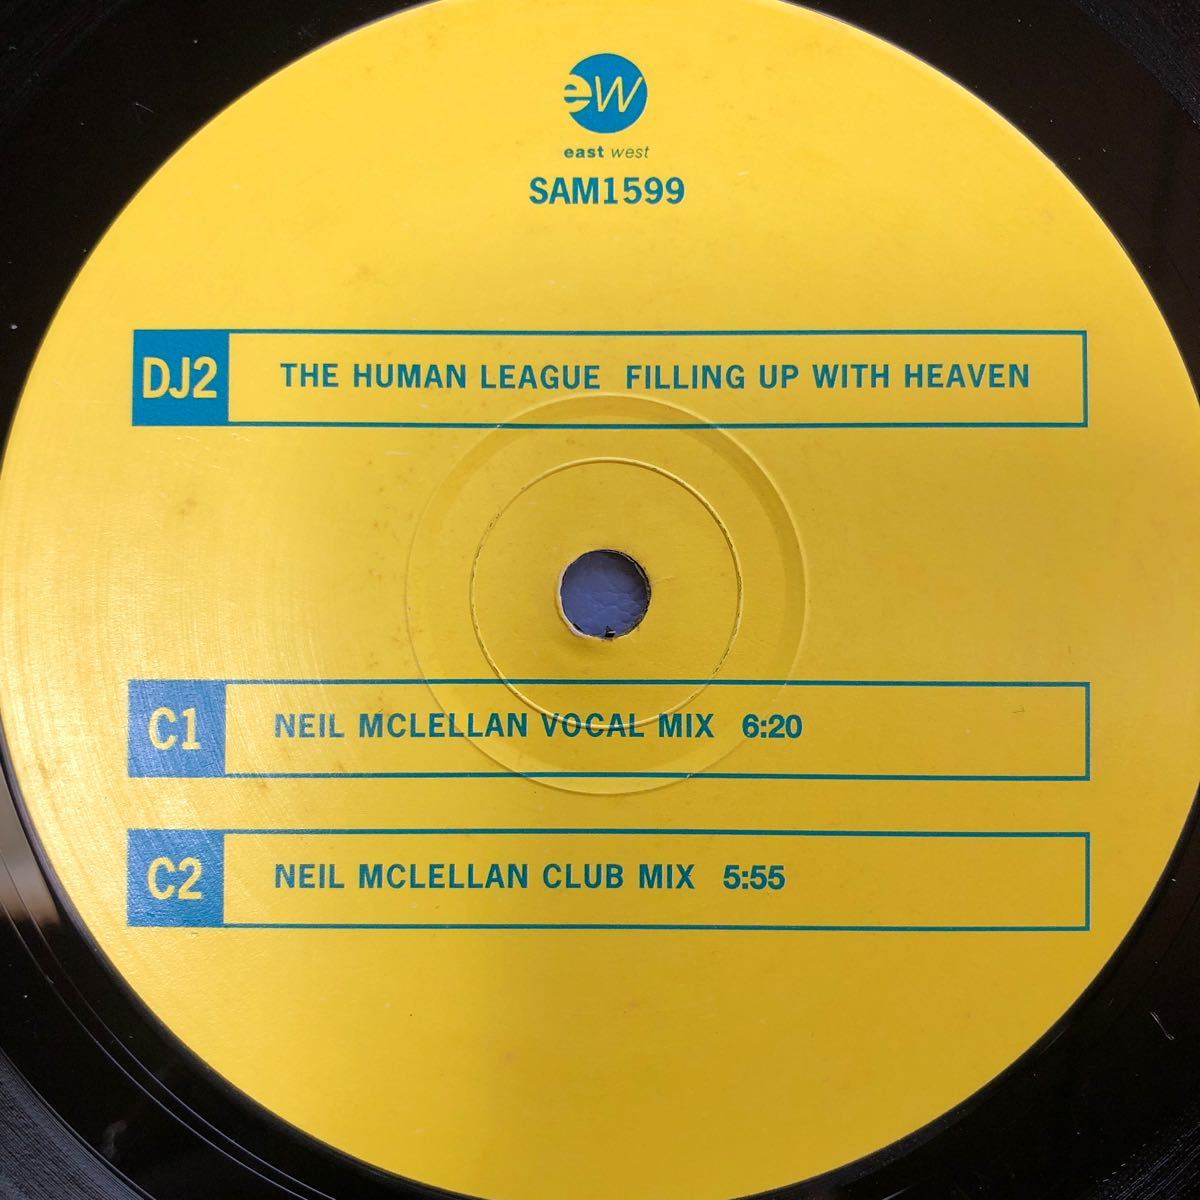 ew
east west
SAM1599
DJ2 THE HUMAN LEAGUE FILLING UP WITH HEAVEN
C1 NEIL MCLELLAN VOCAL MIX 6:20
C2 NEIL MCLELLAN CLUB MIX 5:55